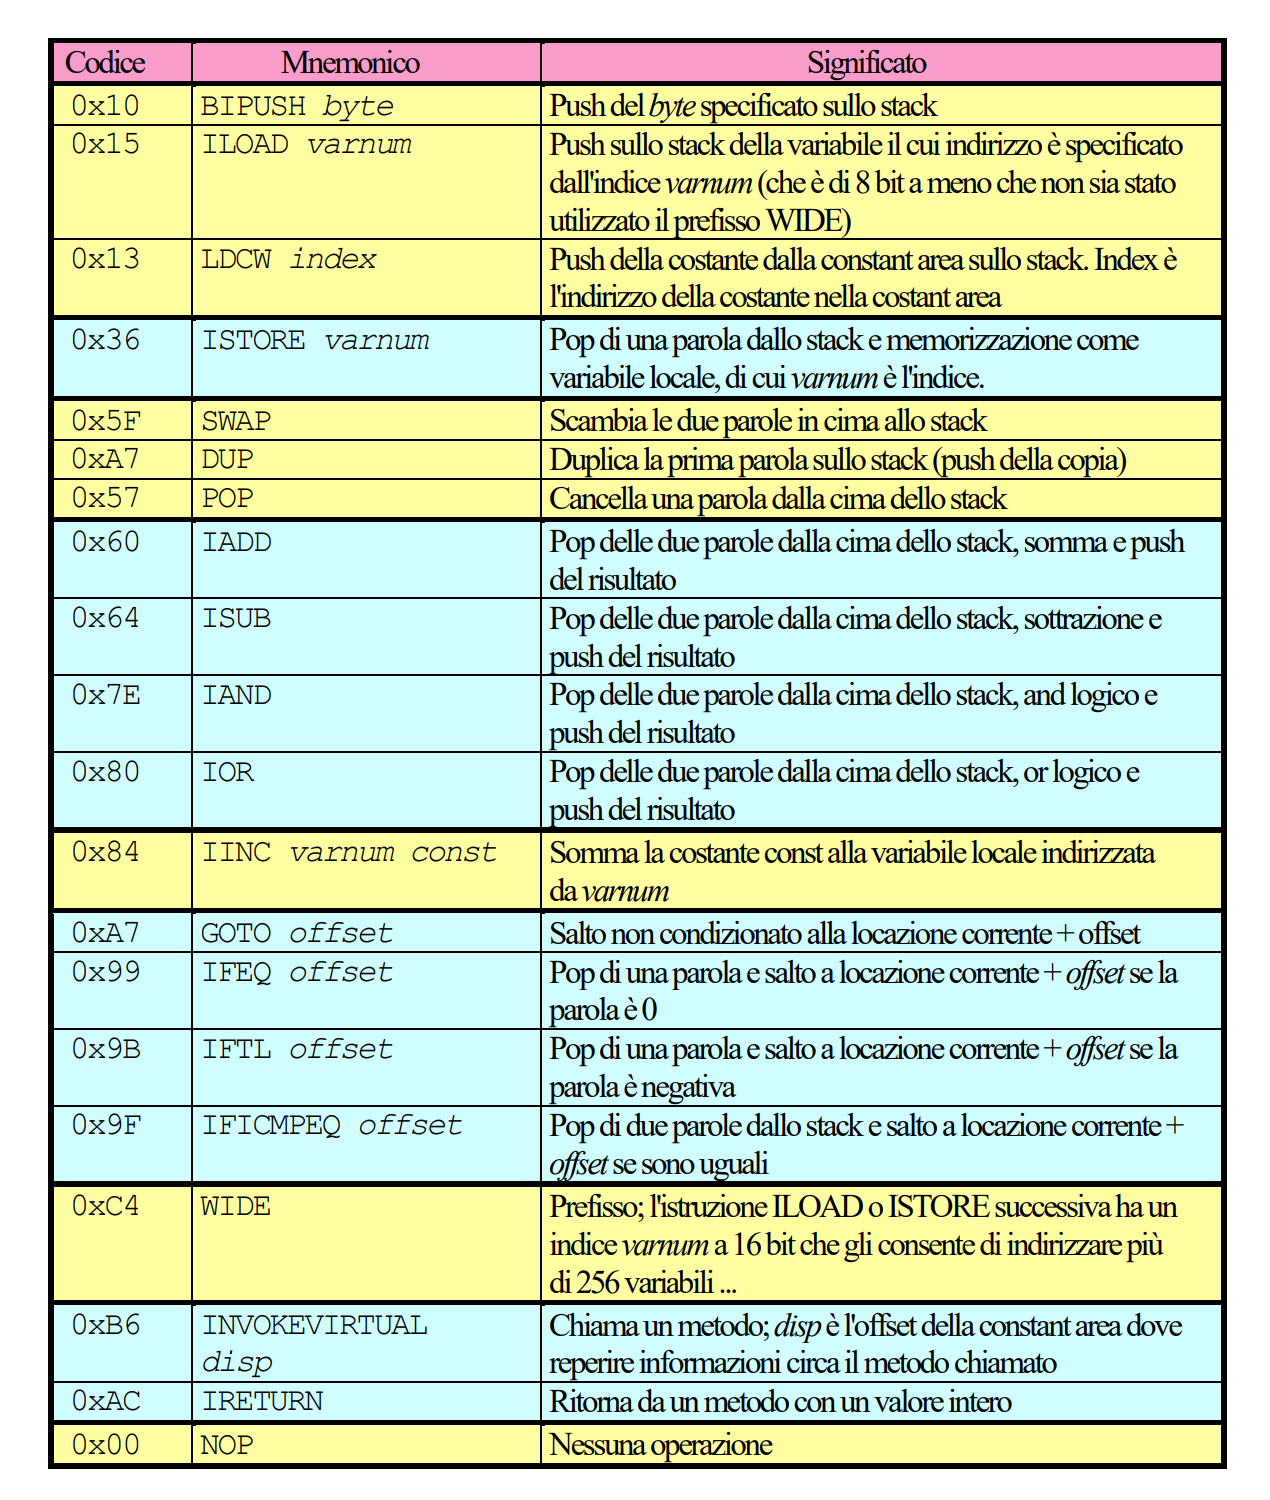 Codice Mnemonico Significato
0x10 BIPUSH byte Push del byte specificato sullo stack
0x15 ILOAD varnum Push sullo stack della variabile il cui indirizzo è specificato
dall'indice varnum (che è di 8 bit a meno che non sia stato
utilizzato il prefisso WIDE)
0x13 LDCW index Push della costante dalla constant area sullo stack. Index è
l'indirizzo della costante nella costant area
0x36 ISTORE varnum Pop di una parola dallo stack e memorizzazione come
variabile locale, di cui varnum è l'indice.
0x5F SWAP Scambia le due parole in cima allo stack
0xA7 DUP Duplica la prima parola sullo stack (push della copia)
0x57 POP Cancella una parola dalla cima dello stack
0x60 IADD Pop delle due parole dalla cima dello stack, somma e push
del risultato
0x64 ISUB Pop delle due parole dalla cima dello stack, sottrazione e
push del risultato
0x7E IAND Pop delle due parole dalla cima dello stack, and logico e
push del risultato
0x80 IOR Pop delle due parole dalla cima dello stack, or logico e
push del risultato
0x84 IINC varnum const Somma la costante const alla variabile locale indirizzata
da varnum
0xA7 GOTO offset Salto non condizionato alla locazione corrente + offset
0x99 IFEQ offset Pop di una parola e salto a locazione corrente + offset se la
parola è 0
0x9B IFTL offset Pop di una parola e salto a locazione corrente + offset se la
parola è negativa
0x9F IFICMPEQ offset Pop di due parole dallo stack e salto a locazione corrente +
offset se sono uguali
0xC4 WIDE Prefisso; l'istruzione ILOAD o ISTORE successiva ha un
indice varnum a 16 bit che gli consente di indirizzare più
di 256 variabili ...
0xB6 INVOKEVIRTUAL Chiama un metodo; disp è l'offset della constant area dove
disp reperire informazioni circa il metodo chiamato
0xAC IRETURN Ritorna da un metodo con un valore intero
0x00 NOP Nessuna operazione